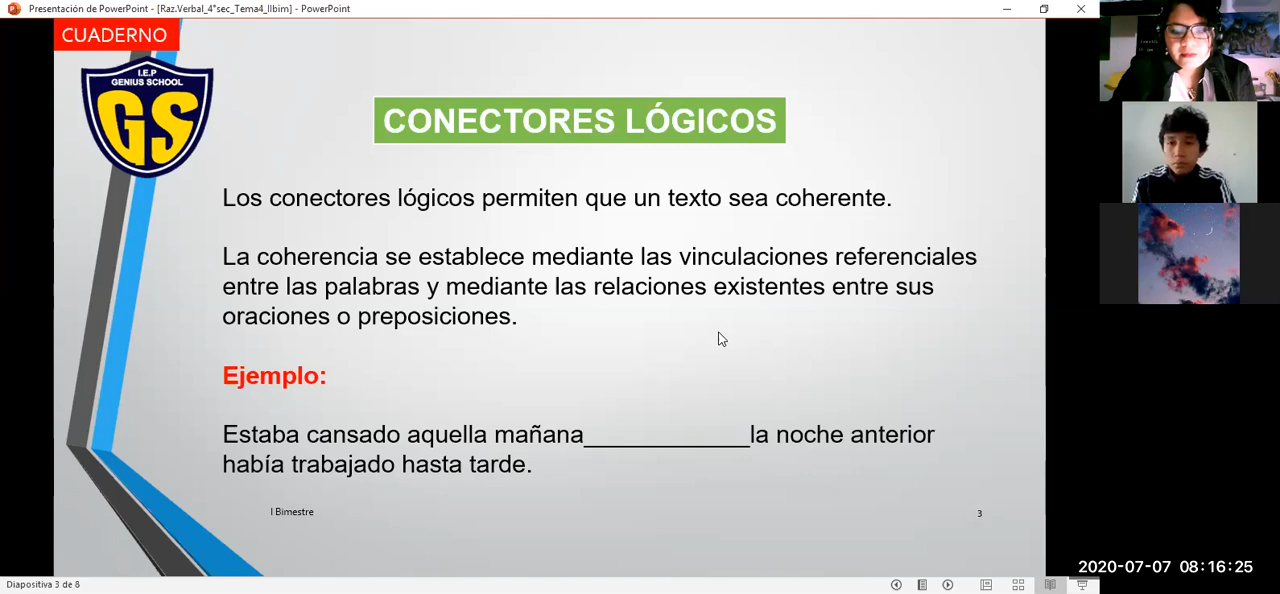 Presentación de PowerPoint - [Raz.Verbal_4°sec_Tema4_IIbim] - PowerPoint
CUADERNO
I.E.P
GENIUS SCHOOL
GS
CONECTORES LÓGICOS
Los conectores lógicos permiten que un texto sea coherente.
La coherencia se establece mediante las vinculaciones referenciales
entre las palabras y mediante las relaciones existentes entre sus
oraciones o preposiciones.
Ejemplo:
Estaba cansado aquella mañana____________la noche anterior
había trabajado hasta tarde.
I Bimestre
3
Diapositiva 3 de 8
2020-07-07 08:16:25